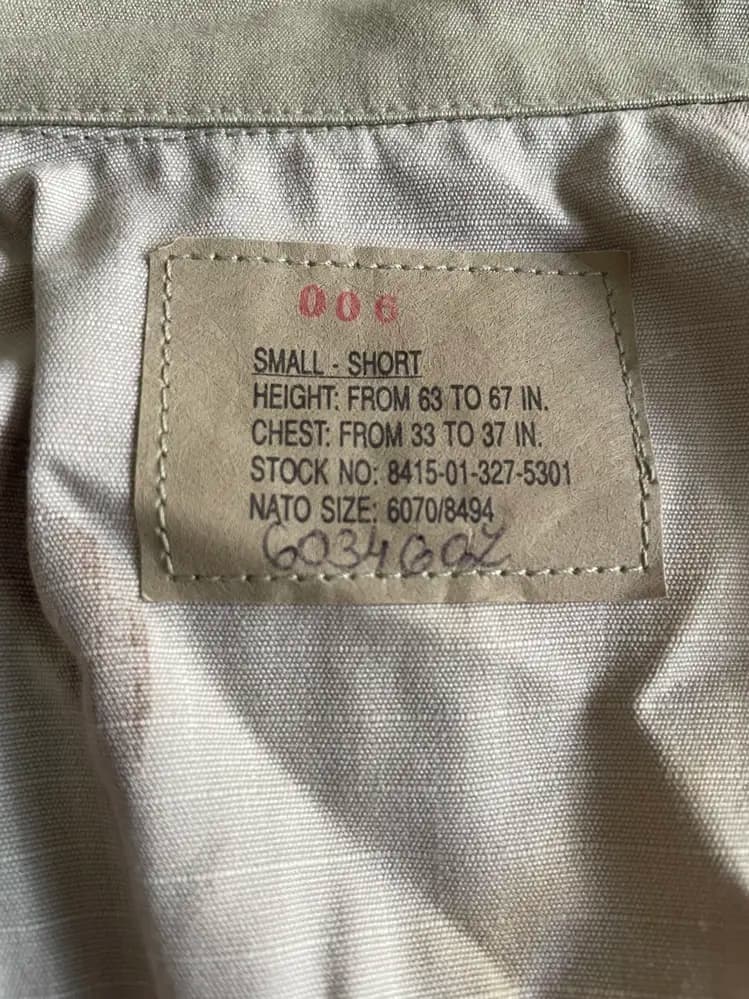 006
SMALL - SHORT
HEIGHT: FROM 63 TO 67 IN.
CHEST: FROM 33 TO 37 IN.
STOCK NO: 8415-01-327-5301
NATO SIZE: 6070/8494